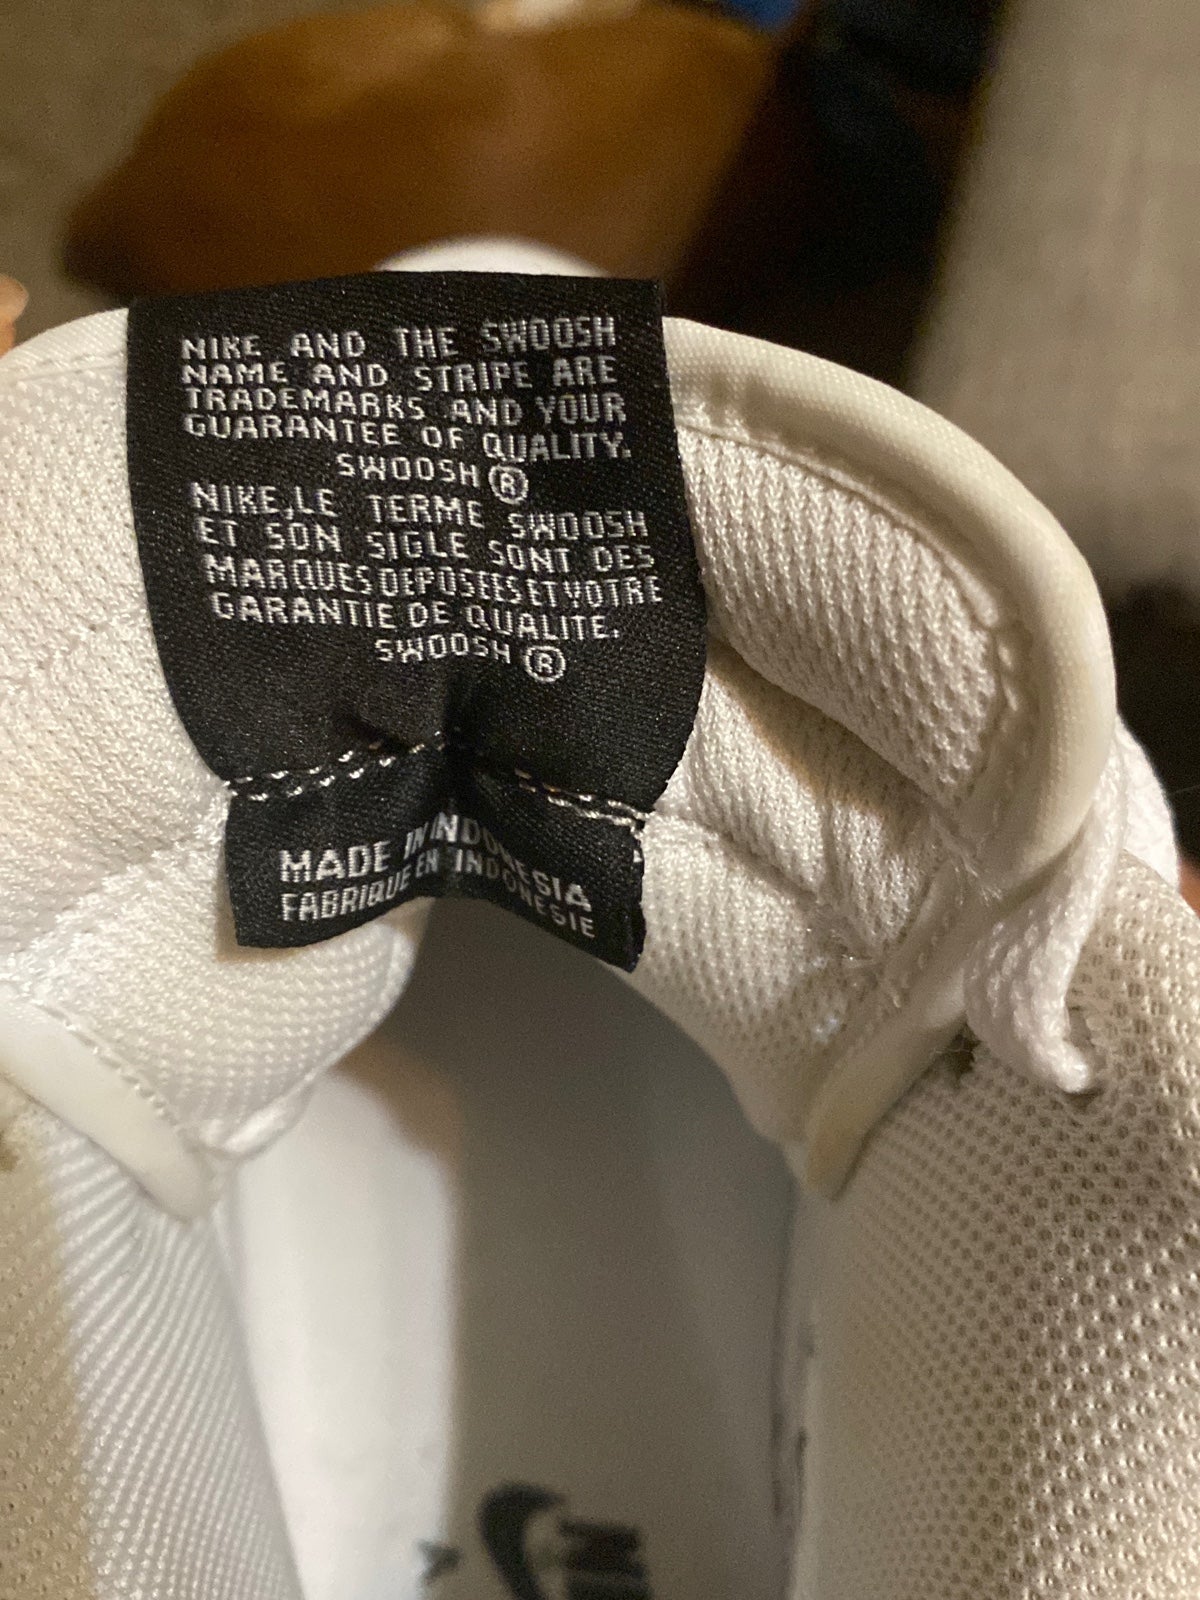 NIKE AND THE SWOOSH
NAME AND STRIPE ARE
TRADEMARKS AND YOUR
GUARANTEE OF QUALITY.
SWOOSH ®
NIKE,LE TERME SWOOSH
ET SON SIGLE SONT DES
MARQUES DEPOSEES ET VOTRE
GARANTIE DE QUALITE.
SWOOSH ®
MADE IN INDONESIA
FABRIQUE EN INDONESIE